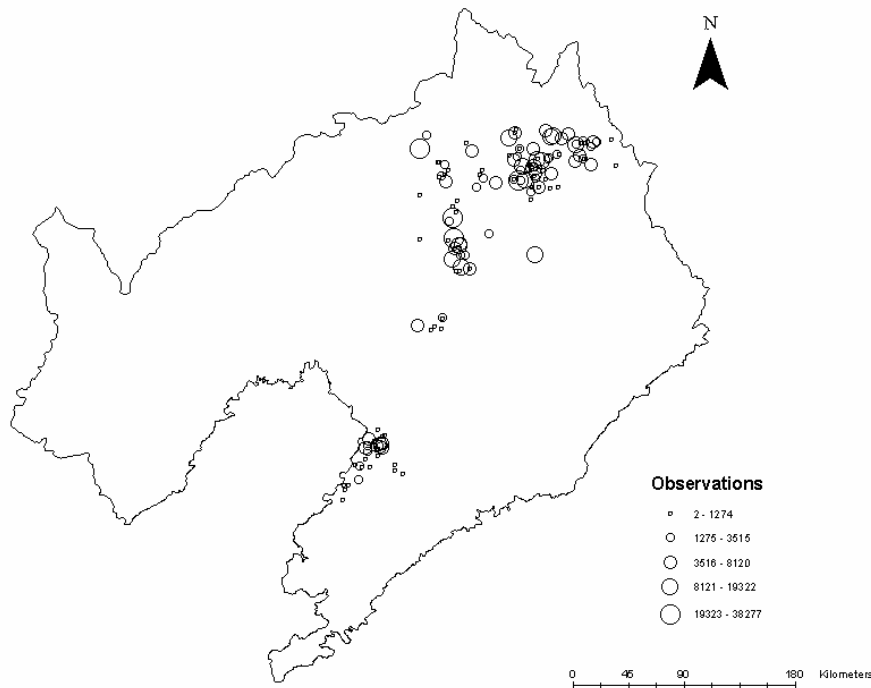 N
Observations
2 - 1274
1275 - 3515
3516 - 8120
8121 - 19322
19323 - 38277
0 45 90 180 Kilometers